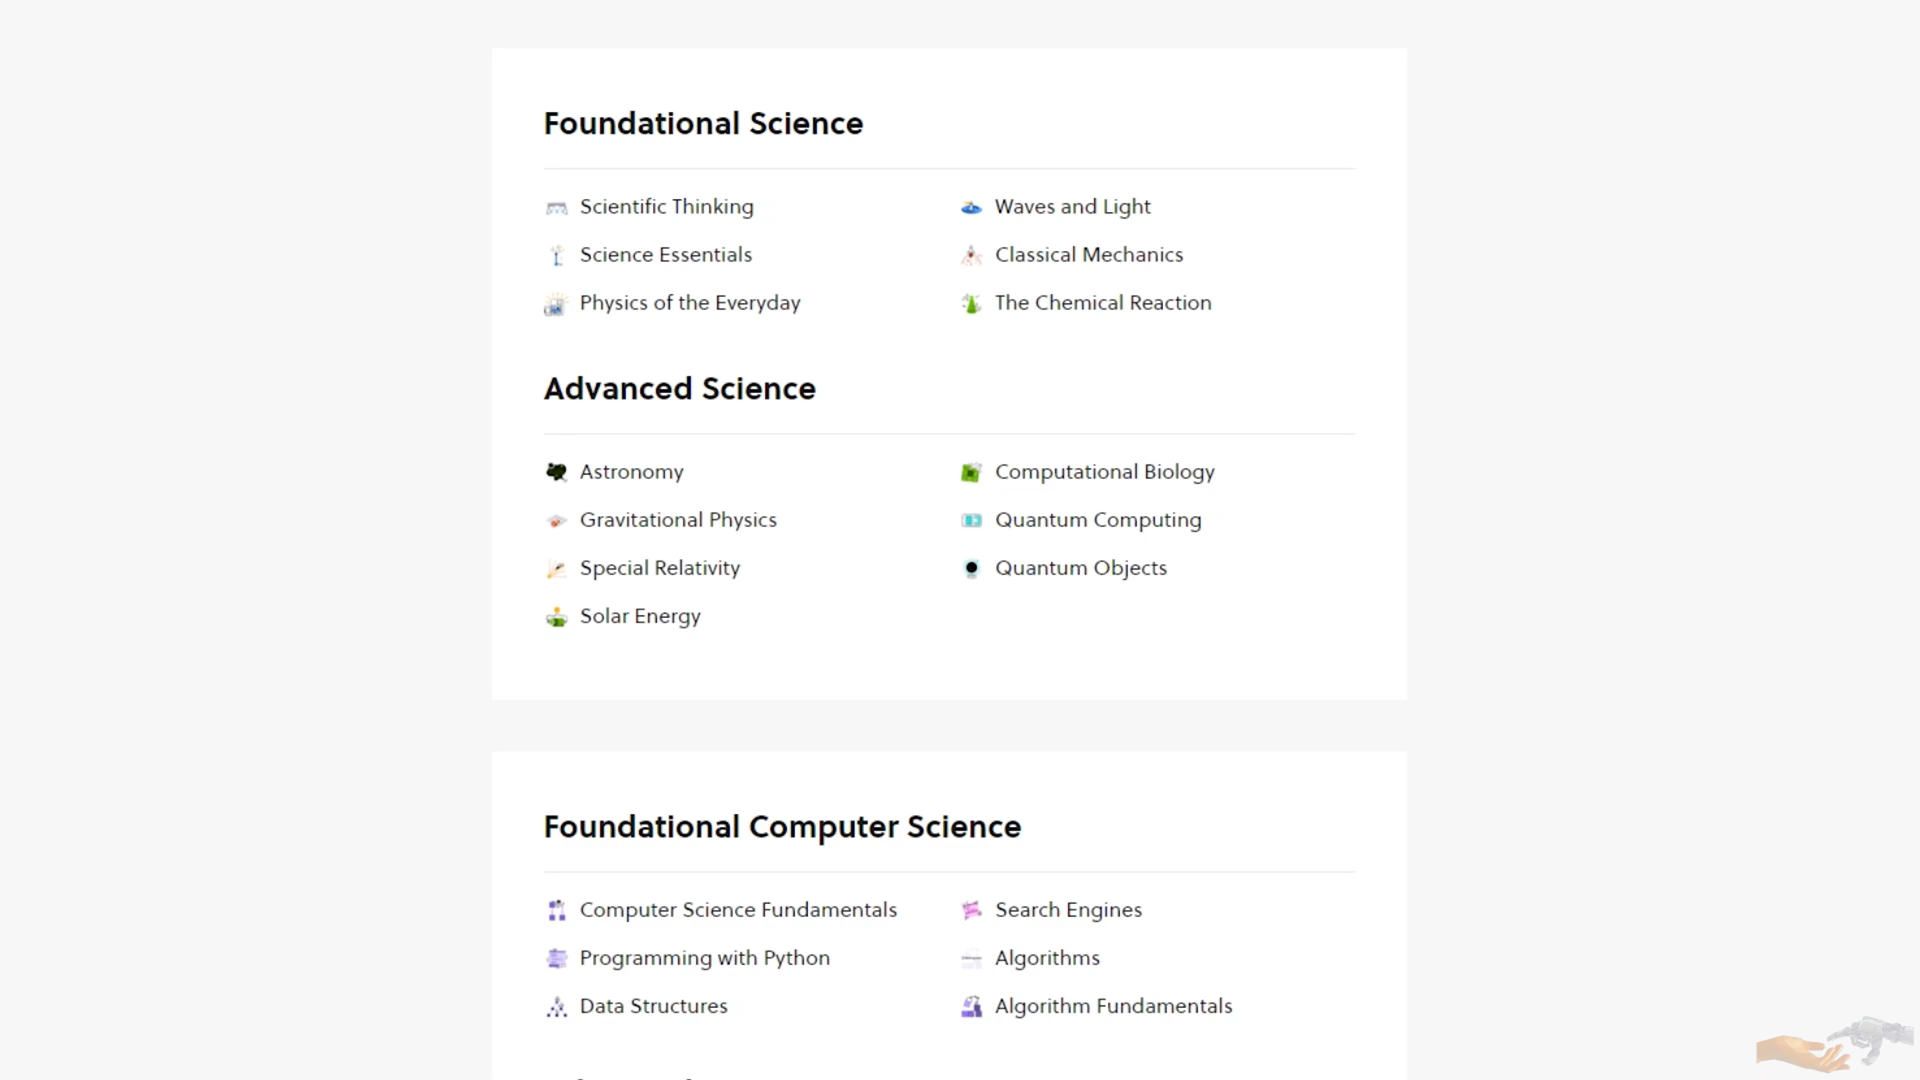 Foundational Science
Scientific Thinking
Waves and Light
Science Essentials
Classical Mechanics
Physics of the Everyday
The Chemical Reaction
Advanced Science
Astronomy
Computational Biology
Gravitational Physics
Quantum Computing
Special Relativity
Quantum Objects
Solar Energy
Foundational Computer Science
Computer Science Fundamentals
Search Engines
Programming with Python
Algorithms
Data Structures
Algorithm Fundamentals